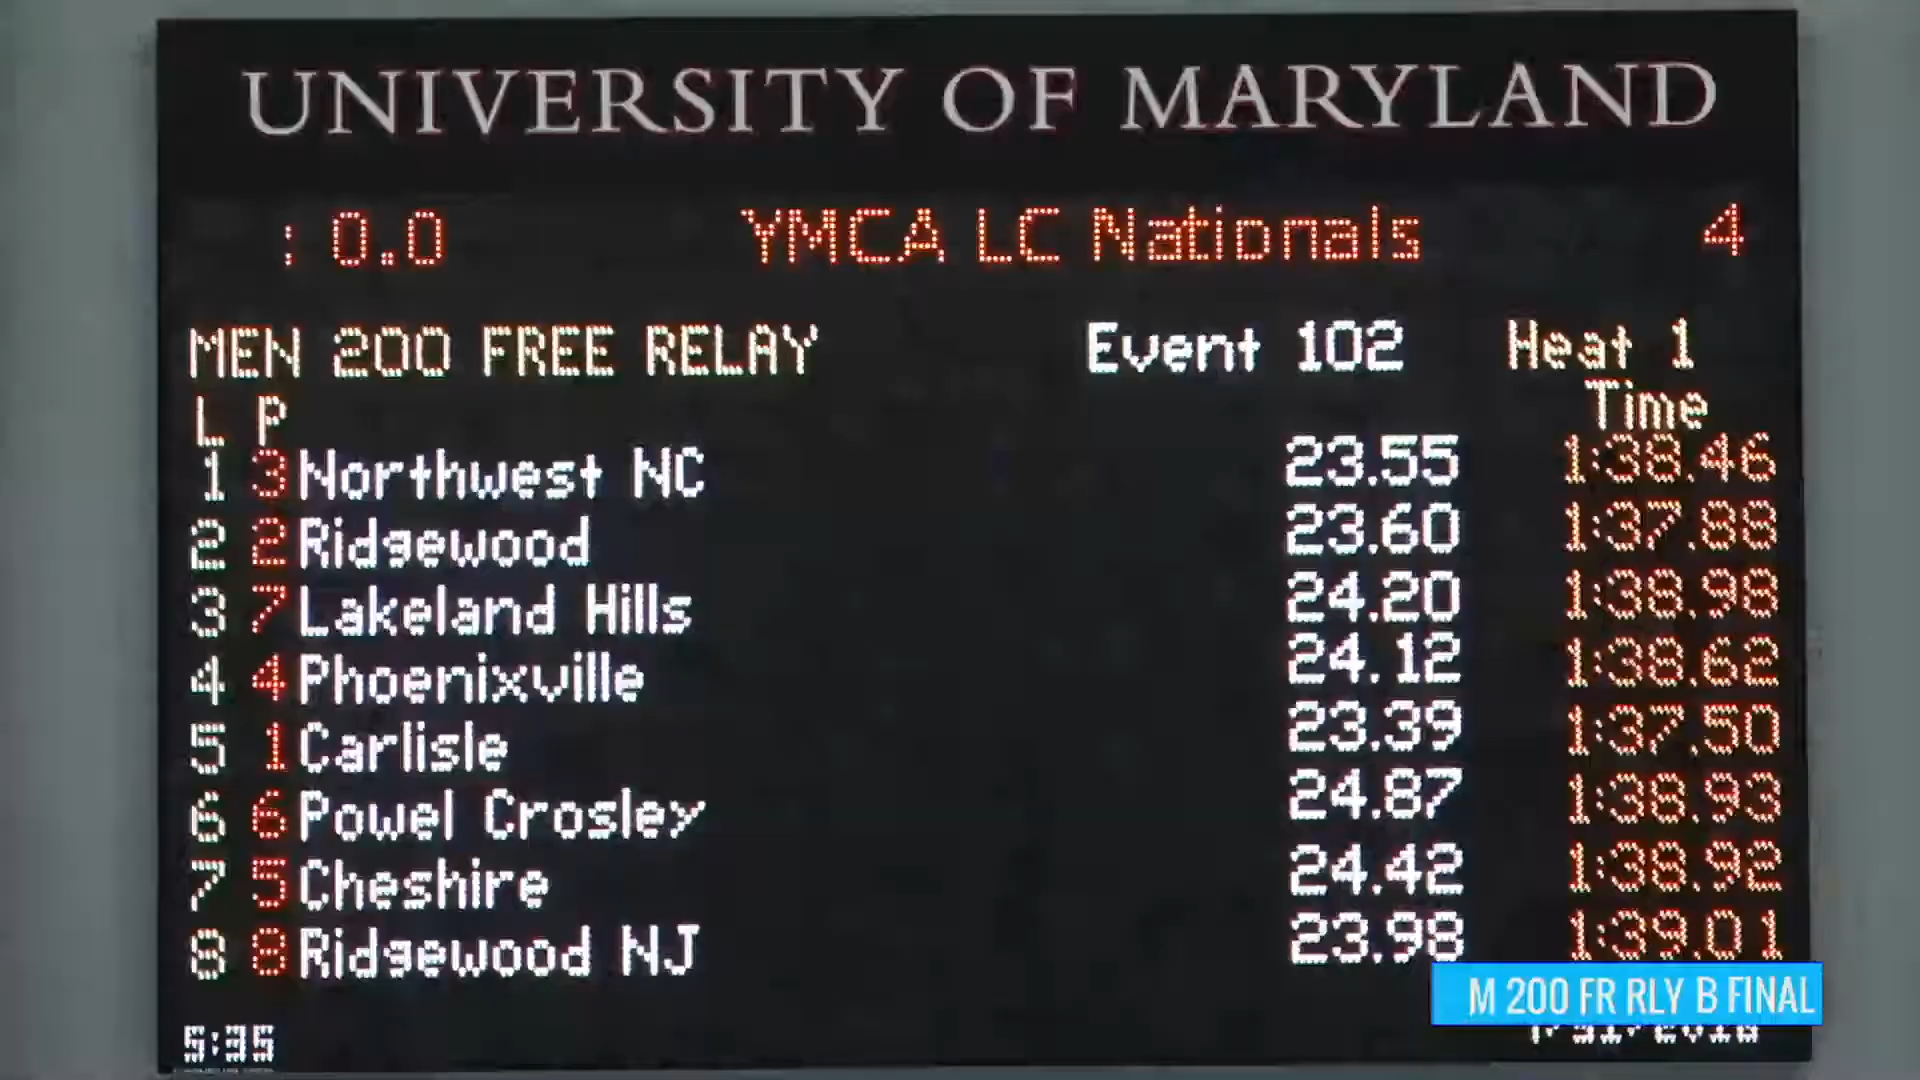 UNIVERSITY OF MARYLAND
: 0.0 YMCA LC Nationals 4
MEN 200 FREE RELAY Event 102 Heat 1
L P Time
1 3 Northwest NC 23.55 1:38.46
2 2 Ridgewood 23.60 1:37.88
3 7 Lakeland Hills 24.20 1:38.98
4 4 Phoenixville 24.12 1:38.62
5 1 Carlisle 23.39 1:37.50
6 6 Powel Crosley 24.87 1:38.93
7 5 Cheshire 24.42 1:38.92
8 8 Ridgewood NJ 23.98 1:39.01
M 200 FR RLY B FINAL
5:35